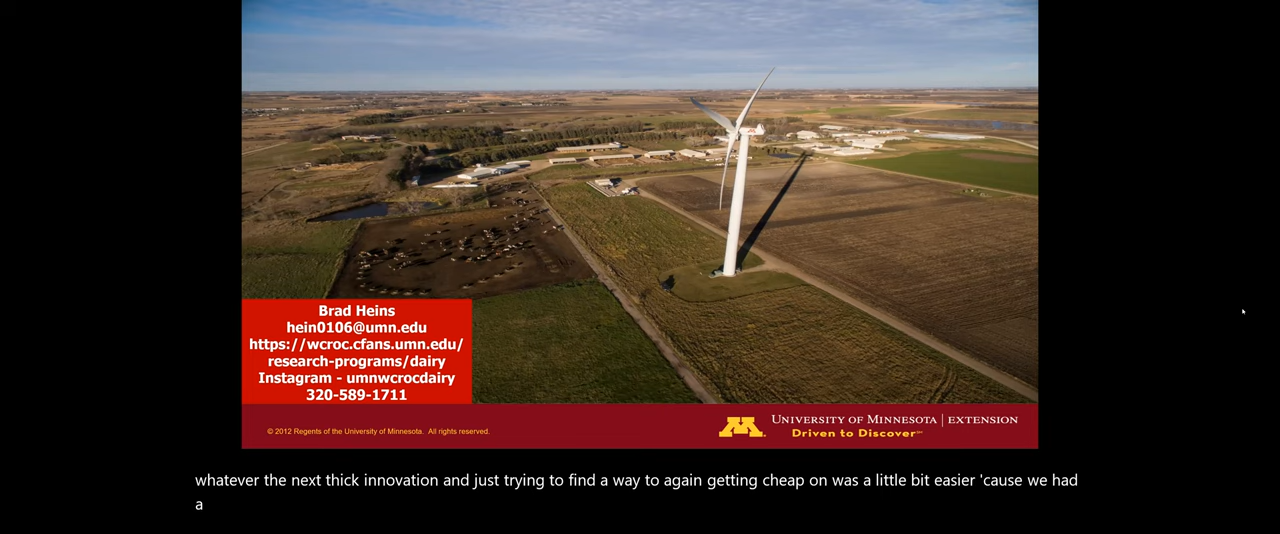 Brad Heins
hein0106@umn.edu
https://wcroc.cfans.umn.edu/
research-programs/dairy
Instagram - umnwcrocdairy
320-589-1711
© 2012 Regents of the University of Minnesota. All rights reserved.
UNIVERSITY OF MINNESOTA | EXTENSION
Driven to Discover℠
whatever the next thick innovation and just trying to find a way to again getting cheap on was a little bit easier 'cause we had
a